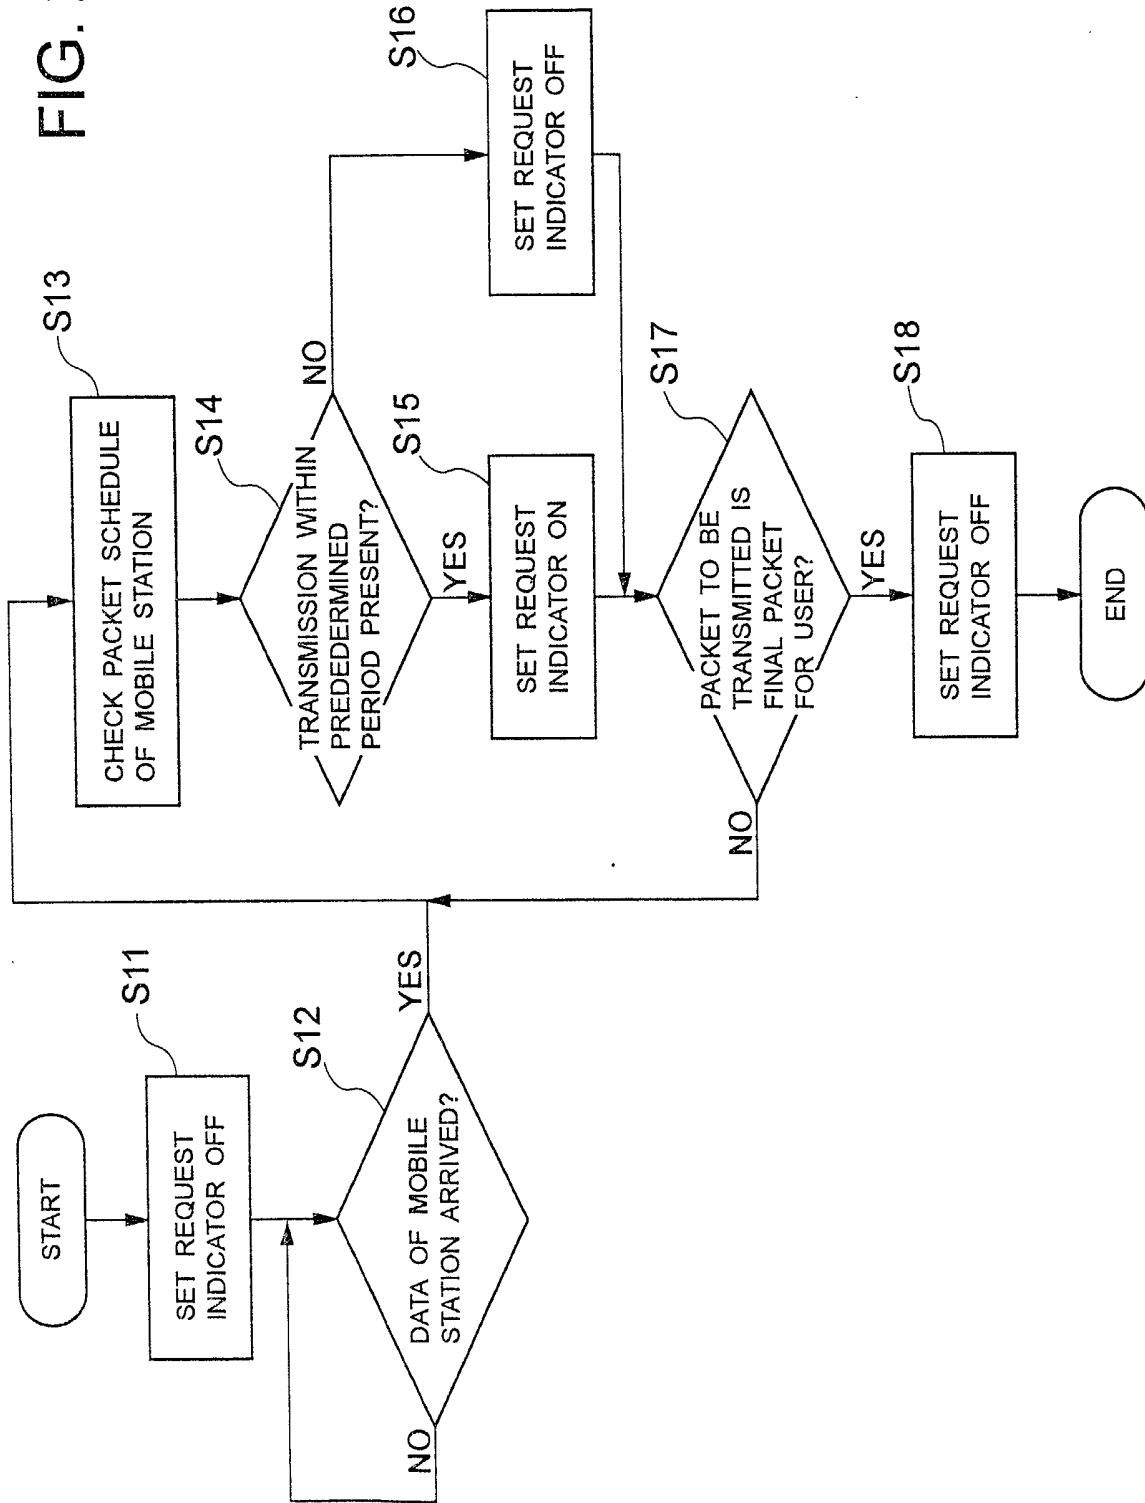 FIG.
START
S11
SET REQUEST
INDICATOR OFF
S12
DATA OF MOBILE
STATION ARRIVED?
NO
YES
S13
CHECK PACKET SCHEDULE
OF MOBILE STATION
S14
TRANSMISSION WITHIN
PREDEDERMINED
PERIOD PRESENT?
NO
YES
S15
SET REQUEST
INDICATOR ON
S16
SET REQUEST
INDICATOR OFF
S17
PACKET TO BE
TRANSMITTED IS
FINAL PACKET
FOR USER?
NO
YES
S18
SET REQUEST
INDICATOR OFF
END